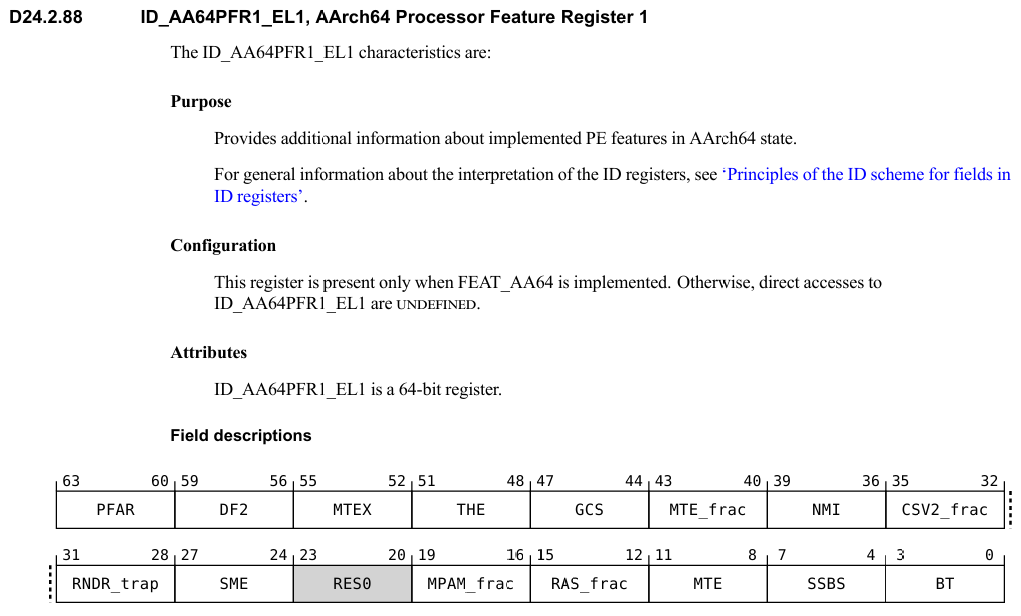 D24.2.88 ID_AA64PFR1_EL1, AArch64 Processor Feature Register 1
The ID_AA64PFR1_EL1 characteristics are:
Purpose
Provides additional information about implemented PE features in AArch64 state.
For general information about the interpretation of the ID registers, see ‘Principles of the ID scheme for fields in
ID registers’.
Configuration
This register is present only when FEAT_AA64 is implemented. Otherwise, direct accesses to
ID_AA64PFR1_EL1 are UNDEFINED.
Attributes
ID_AA64PFR1_EL1 is a 64-bit register.
Field descriptions
63 60 59 56 55 52 51 48 47 44 43 40 39 36 35 32
PFAR DF2 MTEX THE GCS MTE_frac NMI CSV2_frac
31 28 27 24 23 20 19 16 15 12 11 8 7 4 3 0
RNDR_trap SME RES0 MPAM_frac RAS_frac MTE SSBS BT